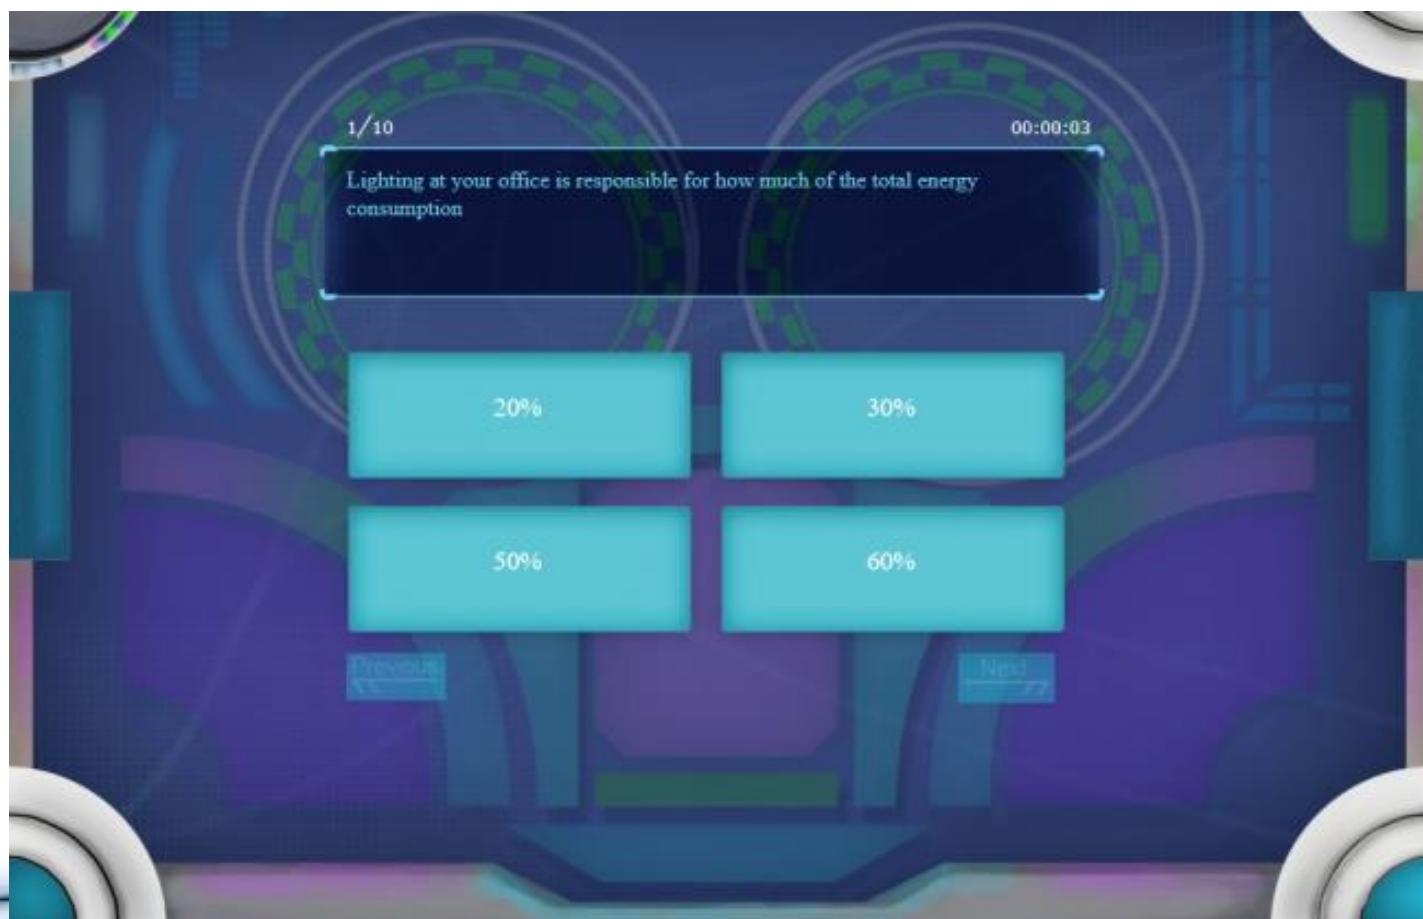 1/10
00:00:03
Lighting at your office is responsible for how much of the total energy
consumption
20%
30%
50%
60%
Previous
Next